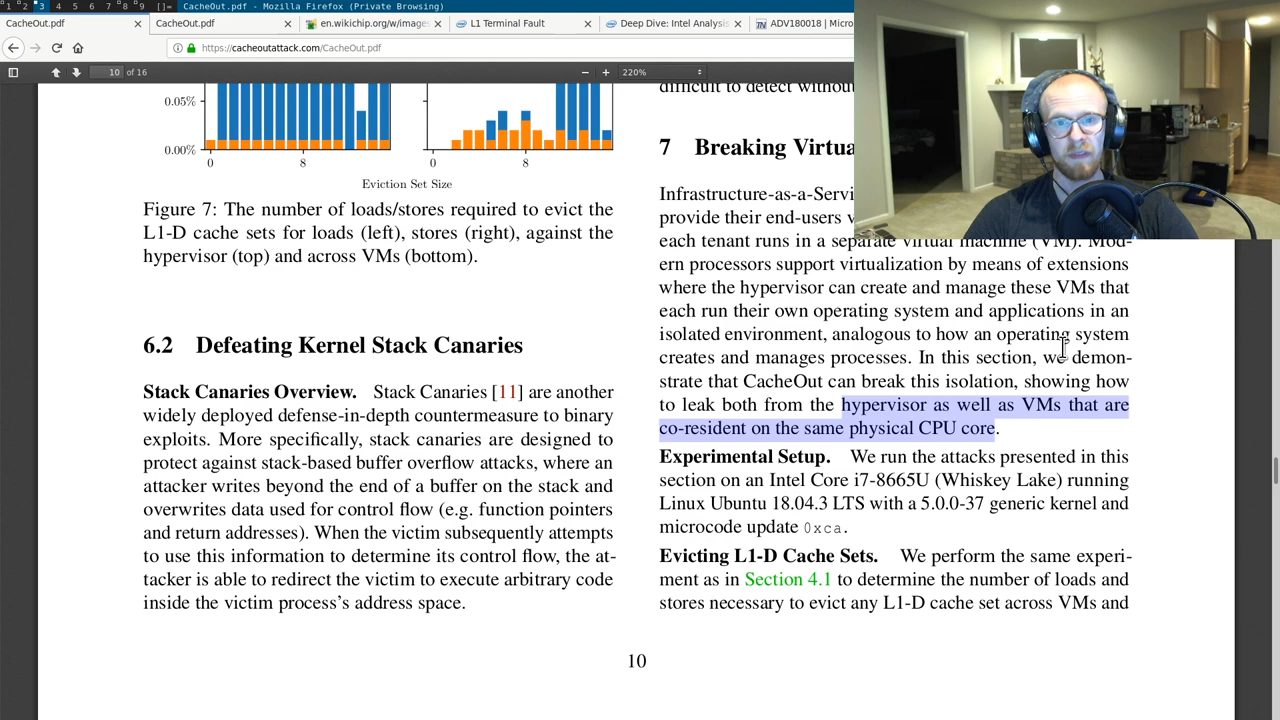 1 2 3 4 5 6 7 8 9 []= CacheOut.pdf - Mozilla Firefox (Private Browsing)
CacheOut.pdf
CacheOut.pdf
en.wikichip.org/w/image
L1 Terminal Fault
Deep Dive: Intel Analysis
ADV180018 | Micro
https://cacheoutattack.com/CacheOut.pdf
10 of 16
220%
0.05%
0.00%
0 8 0 8
Eviction Set Size
Figure 7: The number of loads/stores required to evict the
L1-D cache sets for loads (left), stores (right), against the
hypervisor (top) and across VMs (bottom).
6.2 Defeating Kernel Stack Canaries
Stack Canaries Overview. Stack Canaries [11] are another
widely deployed defense-in-depth countermeasure to binary
exploits. More specifically, stack canaries are designed to
protect against stack-based buffer overflow attacks, where an
attacker writes beyond the end of a buffer on the stack and
overwrites data used for control flow (e.g. function pointers
and return addresses). When the victim subsequently attempts
to use this information to determine its control flow, the at-
tacker is able to redirect the victim to execute arbitrary code
inside the victim process's address space.
difficult to detect without
7 Breaking Virtua
Infrastructure-as-a-Servi
provide their end-users v
each tenant runs in a separate virtual machine (VM). Mod-
ern processors support virtualization by means of extensions
where the hypervisor can create and manage these VMs that
each run their own operating system and applications in an
isolated environment, analogous to how an operating system
creates and manages processes. In this section, we demon-
strate that CacheOut can break this isolation, showing how
to leak both from the hypervisor as well as VMs that are
co-resident on the same physical CPU core.
Experimental Setup. We run the attacks presented in this
section on an Intel Core i7-8665U (Whiskey Lake) running
Linux Ubuntu 18.04.3 LTS with a 5.0.0-37 generic kernel and
microcode update 0xca.
Evicting L1-D Cache Sets. We perform the same experi-
ment as in Section 4.1 to determine the number of loads and
stores necessary to evict any L1-D cache set across VMs and
10